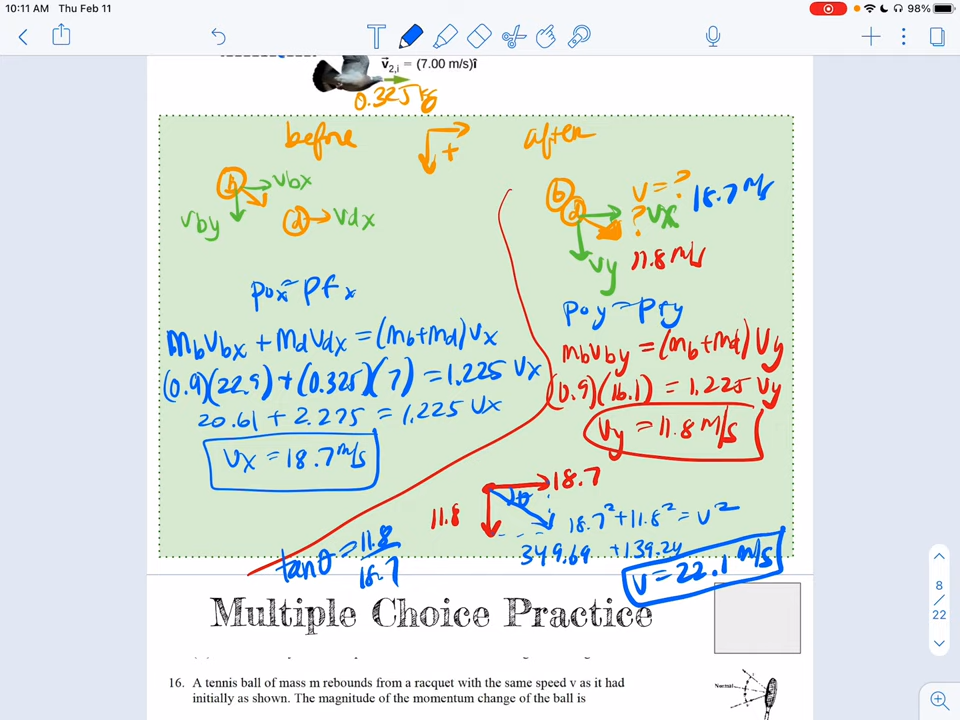 10:11 AM Thu Feb 11
98%
v2,i = (7.00 m/s)î
0.325 kg
before
after
+
b
vbx
vby
d
vdx
b
d
v = ?
18.7 m/s
? vx
vy
11.8 m/s
pox = pfx
mbvbx + mdvdx = (mb+md)vx
(0.9)(22.9) + (0.325)(7) = 1.225 vx
20.61 + 2.275 = 1.225 vx
vx = 18.7 m/s
poy = pfy
mbvby = (mb+md)vy
(0.9)(16.1) = 1.225 vy
vy = 11.8 m/s
18.7
θ
11.8
18.7² + 11.8² = v²
349.69 + 139.24
v = 22.1 m/s
tanθ = 11.8
18.7
Multiple Choice Practice
16. A tennis ball of mass m rebounds from a racquet with the same speed v as it had
initially as shown. The magnitude of the momentum change of the ball is
Normal
8
/
22